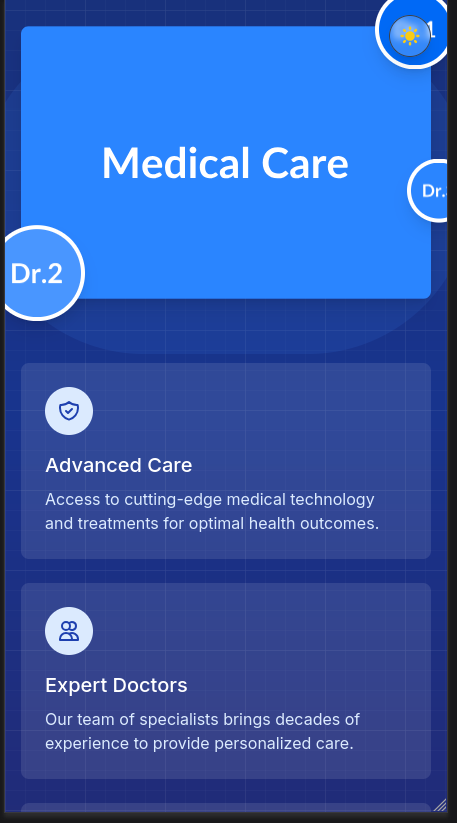 Medical Care
Dr.
Dr.2
Advanced Care
Access to cutting-edge medical technology
and treatments for optimal health outcomes.
Expert Doctors
Our team of specialists brings decades of
experience to provide personalized care.